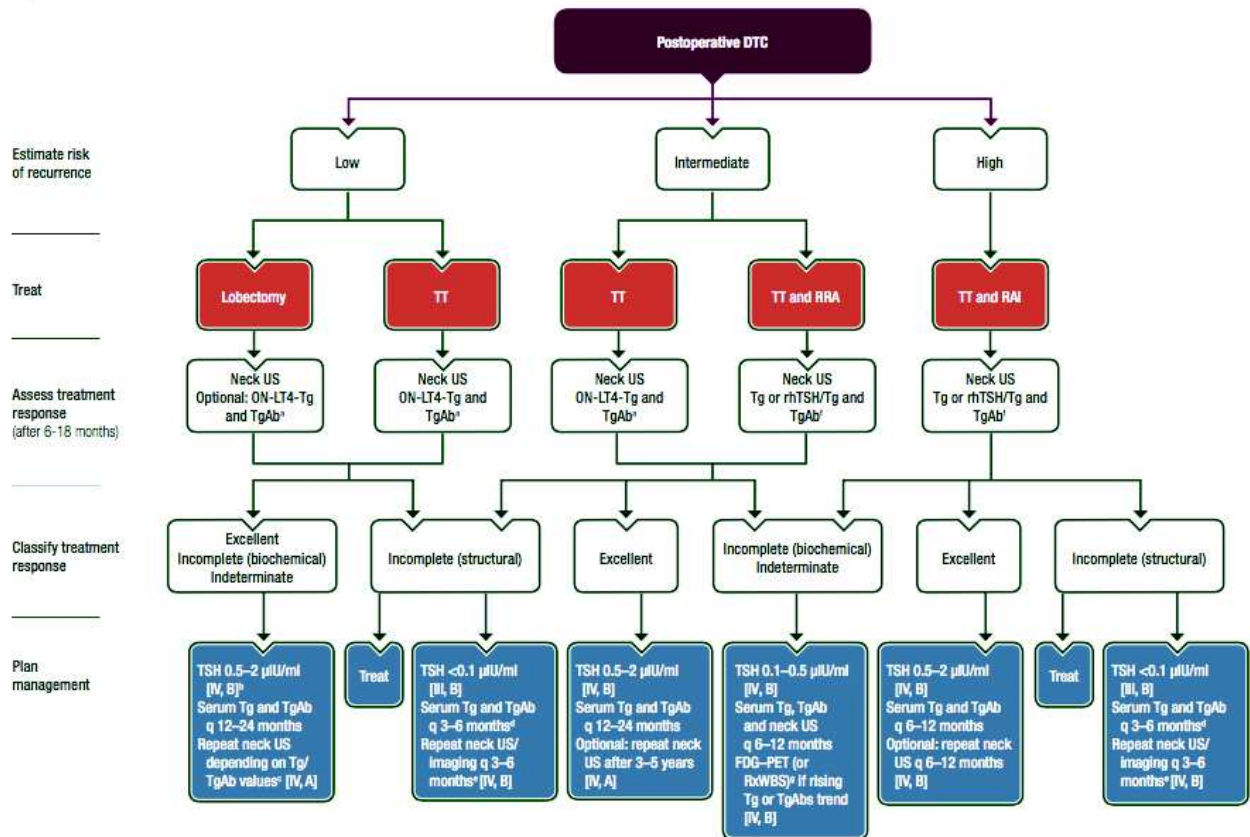 Postoperative DTC
Estimate risk
of recurrence
Low
Intermediate
High
Treat
Lobectomy
TT
TT
TT and RRA
TT and RAI
Assess treatment
response
(after 6-18 months)
Neck US
Optional: ON-LT4-Tg
and TgAbᵃ
Neck US
ON-LT4-Tg and
TgAbᵃ
Neck US
ON-LT4-Tg and
TgAbᵃ
Neck US
Tg or rhTSH/Tg and
TgAbᶠ
Neck US
Tg or rhTSH/Tg and
TgAbᶠ
Classify treatment
response
Excellent
Incomplete (biochemical)
Indeterminate
Incomplete (structural)
Excellent
Incomplete (biochemical)
Indeterminate
Excellent
Incomplete (structural)
Plan
management
TSH 0.5–2 µIU/ml
[IV, B]ᵇ
Serum Tg and TgAb
q 12–24 months
Repeat neck US
depending on Tg/
TgAb valuesᶜ [IV, A]
Treat
TSH <0.1 µIU/ml
[III, B]
Serum Tg and TgAb
q 3–6 monthsᵈ
Repeat neck US/
imaging q 3–6
monthsᵉ [IV, B]
TSH 0.5–2 µIU/ml
[IV, B]
Serum Tg and TgAb
q 12–24 months
Optional: repeat neck
US after 3–5 years
[IV, A]
TSH 0.1–0.5 µIU/ml
[IV, B]
Serum Tg, TgAb
and neck US
q 6–12 months
FDG–PET (or
RxWBS)ᵍ if rising
Tg or TgAbs trend
[IV, B]
TSH 0.5–2 µIU/ml
[IV, B]
Serum Tg and TgAb
q 6–12 months
Optional: repeat neck
US q 6–12 months
[IV, B]
Treat
TSH <0.1 µIU/ml
[III, B]
Serum Tg and TgAb
q 3–6 monthsᵈ
Repeat neck US/
imaging q 3–6
monthsᵉ [IV, B]